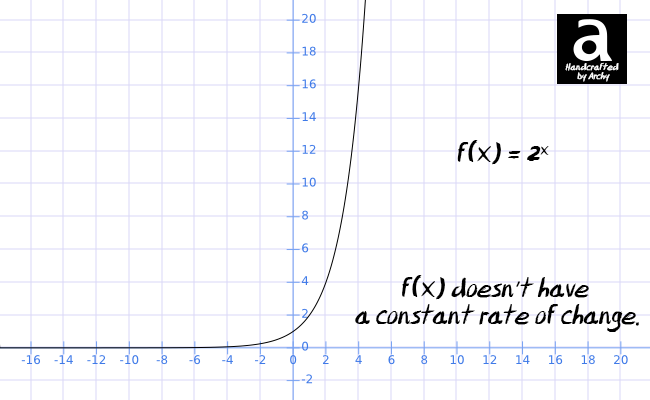 20
18
16
14
12
10
8
6
4
2
0
-2
-16 -14 -12 -10 -8 -6 -4 -2 0 2 4 6 8 10 12 14 16 18 20
a
Handcrafted
by Archy
f(x) = 2ˣ
f(x) doesn't have
a constant rate of change.